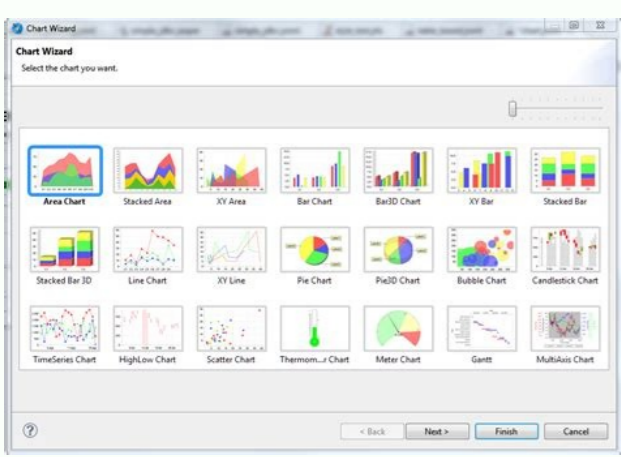 Chart Wizard
Chart Wizard
Select the chart you want.
Area Chart
Stacked Area
XY Area
Bar Chart
Bar3D Chart
XY Bar
Stacked Bar
Stacked Bar 3D
Line Chart
XY Line
Pie Chart
Pie3D Chart
Bubble Chart
Candlestick Chart
TimeSeries Chart
HighLow Chart
Scatter Chart
Thermom...r Chart
Meter Chart
Gantt
MultiAxis Chart
?
< Back
Next >
Finish
Cancel